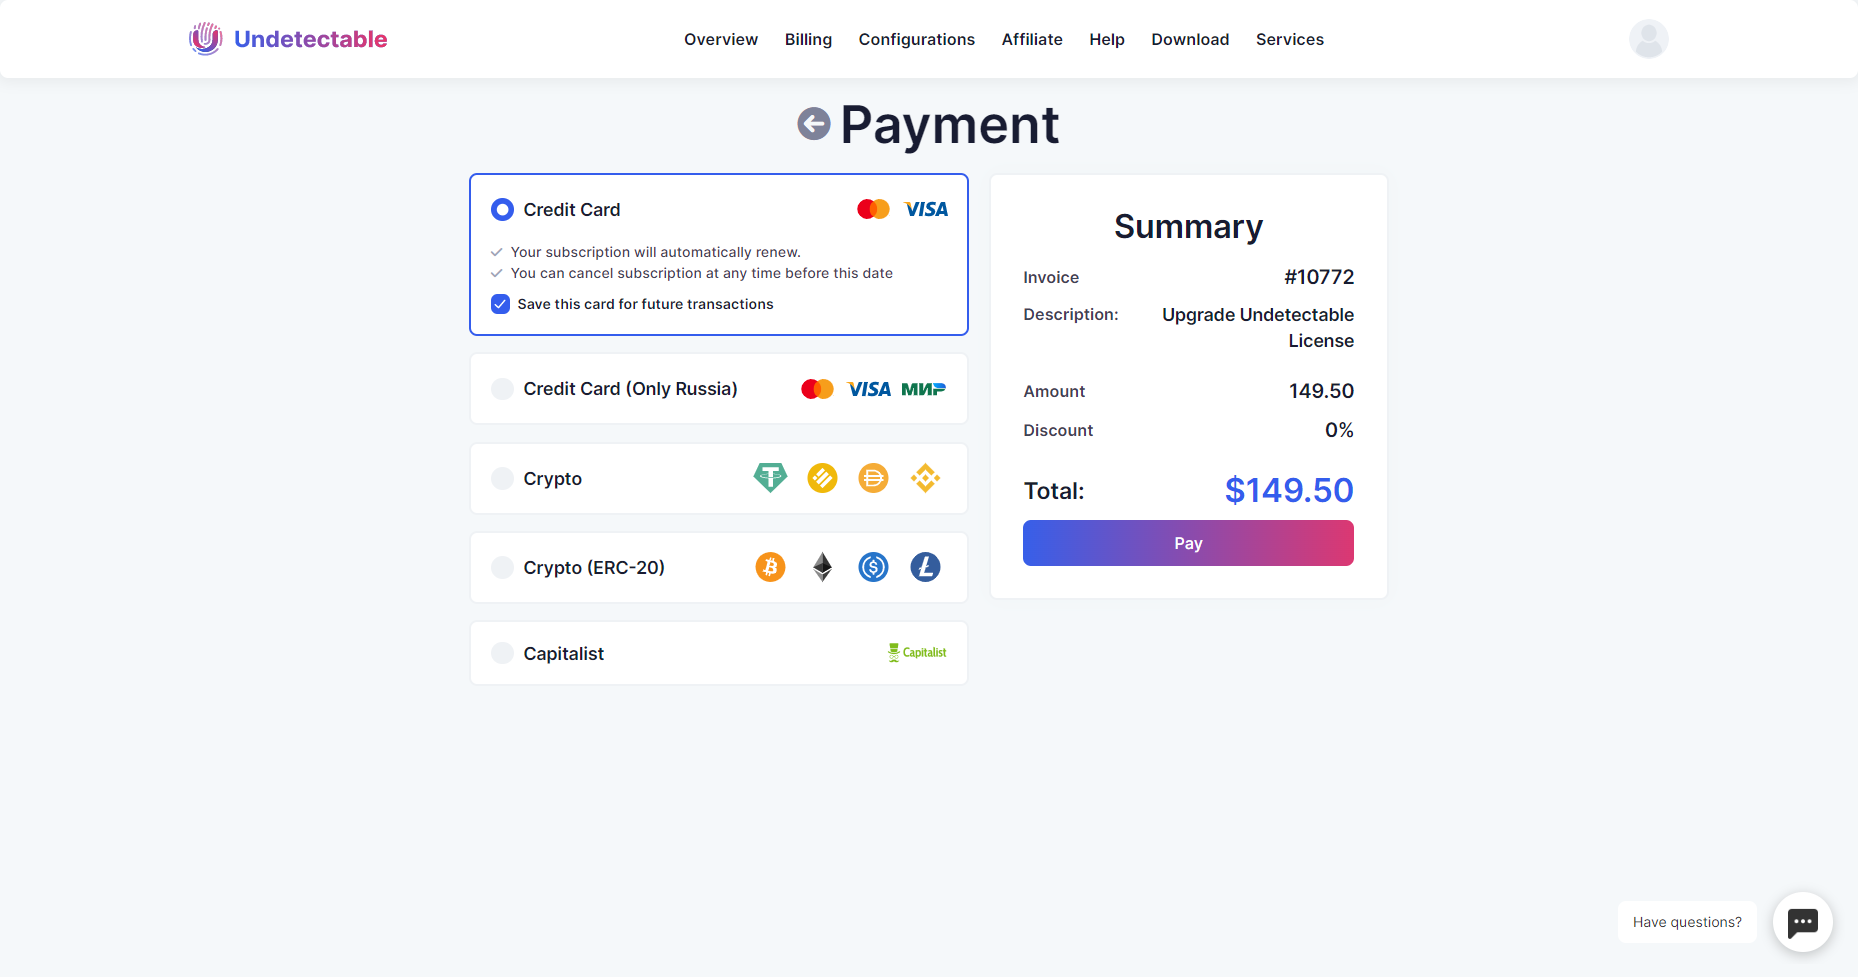 Undetectable
Overview Billing Configurations Affiliate Help Download Services
Payment
Credit Card VISA
Your subscription will automatically renew.
You can cancel subscription at any time before this date
Save this card for future transactions
Credit Card (Only Russia) VISA МИР
Crypto
Crypto (ERC-20)
Capitalist Capitalist
Summary
Invoice #10772
Description: Upgrade Undetectable
License
Amount 149.50
Discount 0%
Total: $149.50
Pay
Have questions?